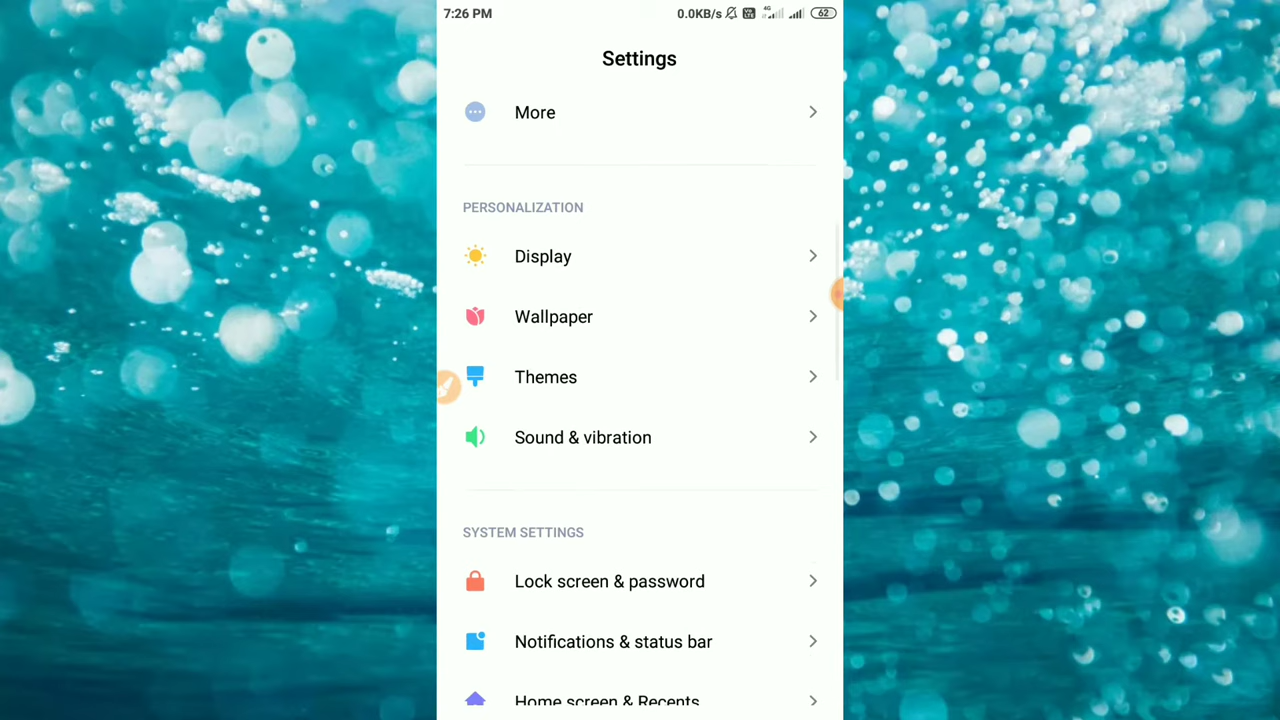 7:26 PM 0.0KB/s 4G 62
Settings
More
PERSONALIZATION
Display
Wallpaper
Themes
Sound & vibration
SYSTEM SETTINGS
Lock screen & password
Notifications & status bar
Home screen & Recents